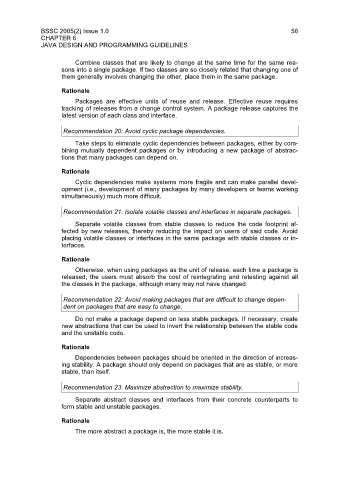 BSSC 2005(2) Issue 1.0 56
CHAPTER 6
JAVA DESIGN AND PROGRAMMING GUIDELINES
Combine classes that are likely to change at the same time for the same rea-
sons into a single package. If two classes are so closely related that changing one of
them generally involves changing the other, place them in the same package.
Rationale
Packages are effective units of reuse and release. Effective reuse requires
tracking of releases from a change control system. A package release captures the
latest version of each class and interface.
Recommendation 20: Avoid cyclic package dependencies.
Take steps to eliminate cyclic dependencies between packages, either by com-
bining mutually dependent packages or by introducing a new package of abstrac-
tions that many packages can depend on.
Rationale
Cyclic dependencies make systems more fragile and can make parallel devel-
opment (i.e., development of many packages by many developers or teams working
simultaneously) much more difficult.
Recommendation 21: Isolate volatile classes and interfaces in separate packages.
Separate volatile classes from stable classes to reduce the code footprint af-
fected by new releases, thereby reducing the impact on users of said code. Avoid
placing volatile classes or interfaces in the same package with stable classes or in-
terfaces.
Rationale
Otherwise, when using packages as the unit of release, each time a package is
released, the users must absorb the cost of reintegrating and retesting against all
the classes in the package, although many may not have changed.
Recommendation 22: Avoid making packages that are difficult to change depen-
dent on packages that are easy to change.
Do not make a package depend on less stable packages. If necessary, create
new abstractions that can be used to invert the relationship between the stable code
and the unstable code.
Rationale
Dependencies between packages should be oriented in the direction of increas-
ing stability. A package should only depend on packages that are as stable, or more
stable, than itself.
Recommendation 23: Maximize abstraction to maximize stability.
Separate abstract classes and interfaces from their concrete counterparts to
form stable and unstable packages.
Rationale
The more abstract a package is, the more stable it is.